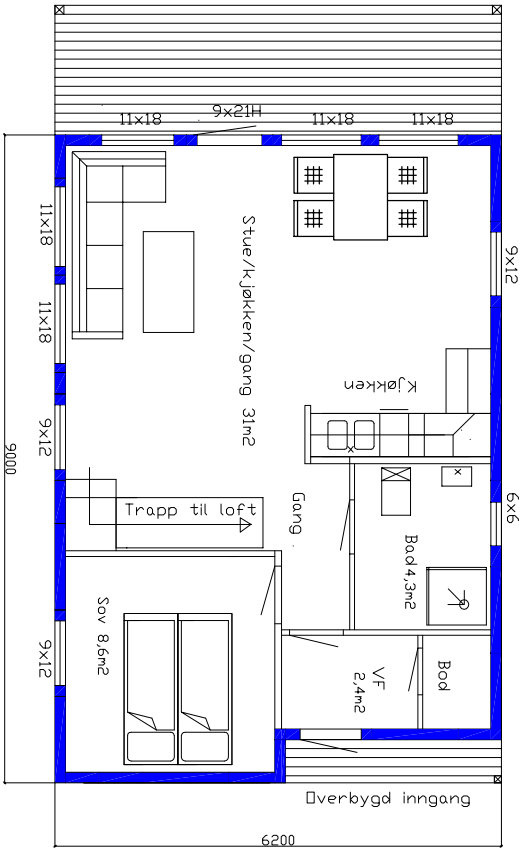 9x21H
11x18
11x18
11x18
11x18
9x12
Stue/kjøkken/gang 31m2
11x18
Kjøkken
9x12
9000
Gang
6x6
Trapp til loft
Bad 4,3m2
Sov 8,6m2
9x12
VF
2,4m2
Bod
Overbygd inngang
6200